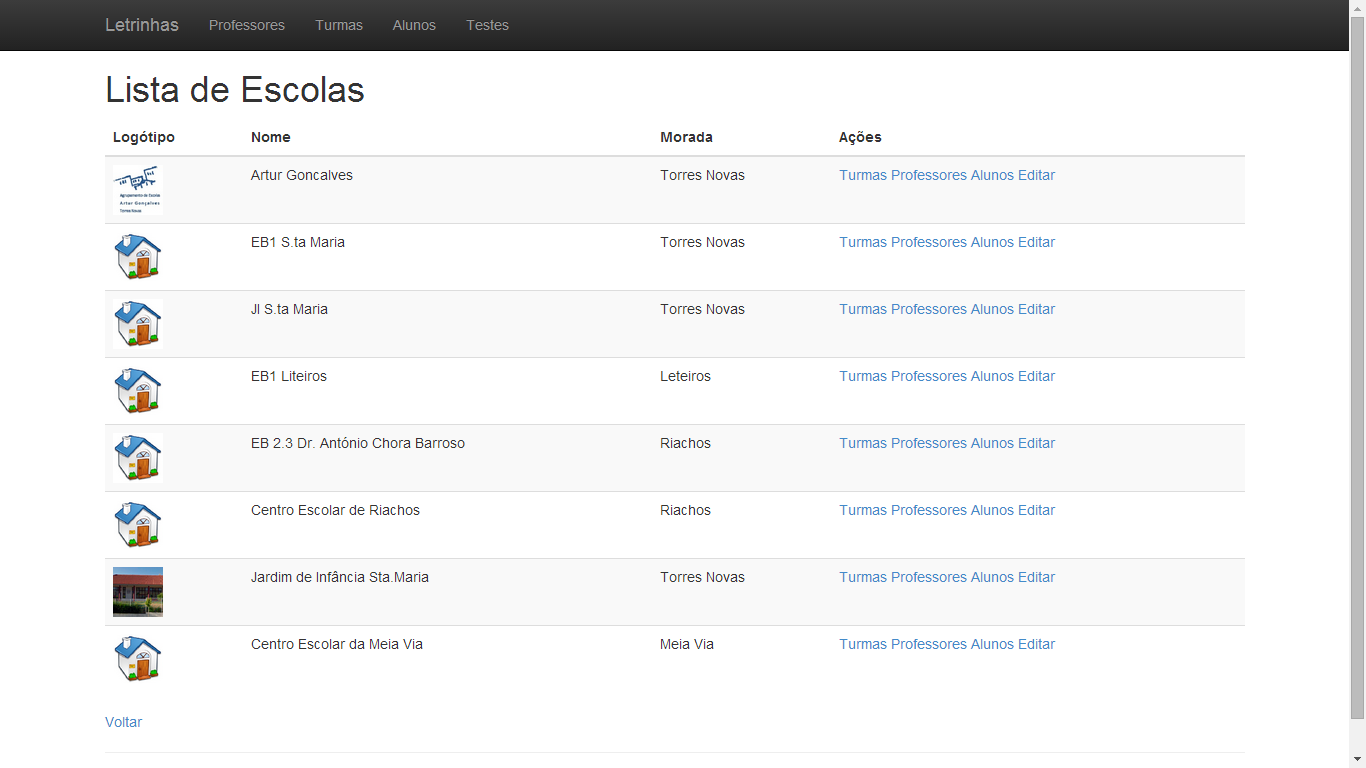 Letrinhas Professores Turmas Alunos Testes
Lista de Escolas
Logótipo Nome Morada Ações
Agrupamento de Escolas
Artur Gonçalves
Torres Novas
Artur Goncalves Torres Novas Turmas Professores Alunos Editar
EB1 S.ta Maria Torres Novas Turmas Professores Alunos Editar
JI S.ta Maria Torres Novas Turmas Professores Alunos Editar
EB1 Liteiros Leteiros Turmas Professores Alunos Editar
EB 2.3 Dr. António Chora Barroso Riachos Turmas Professores Alunos Editar
Centro Escolar de Riachos Riachos Turmas Professores Alunos Editar
Jardim de Infância Sta.Maria Torres Novas Turmas Professores Alunos Editar
Centro Escolar da Meia Via Meia Via Turmas Professores Alunos Editar
Voltar